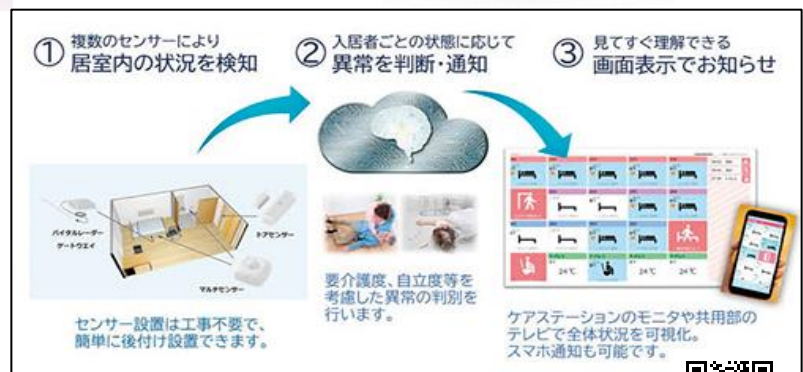 ① 複数のセンサーにより
居室内の状況を検知
② 入居者ごとの状態に応じて
異常を判断・通知
③ 見てすぐ理解できる
画面表示でお知らせ
バイタルレーダー
ゲートウエイ
ドアセンサー
マルチセンサー
センサー設置は工事不要で、
簡単に後付け設置できます。
要介護度、自立度等を
考慮した異常の判別を
行います。
24℃
24℃
24℃
ケアステーションのモニタや共用部の
テレビで全体状況を可視化。
スマホ通知も可能です。